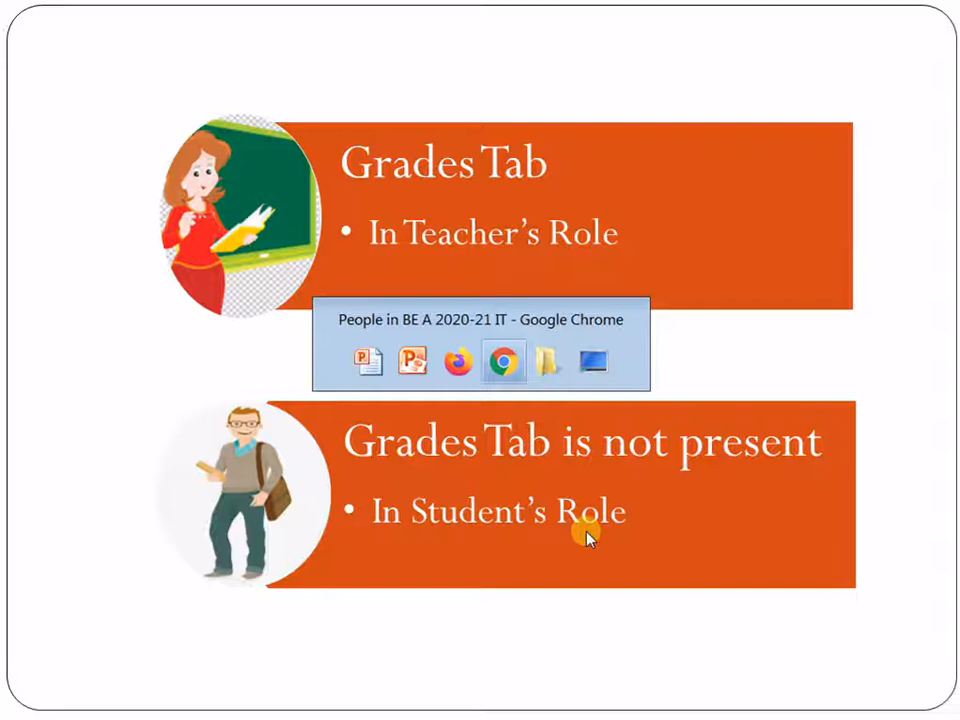 Grades Tab
• In Teacher’s Role
People in BE A 2020-21 IT - Google Chrome
Grades Tab is not present
• In Student’s Role